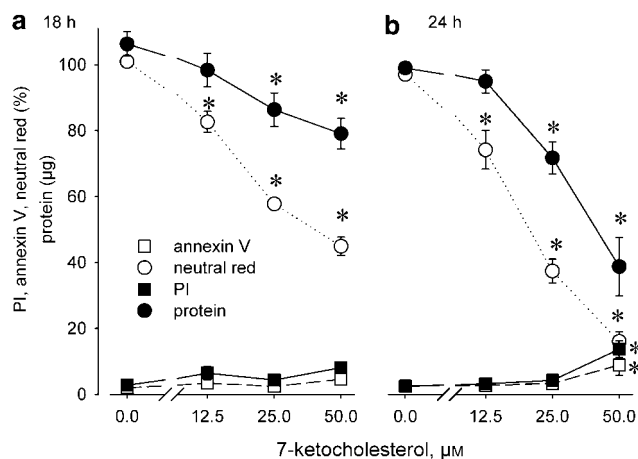 a 18 h b 24 h
PI, annexin V, neutral red (%)
protein (µg)
100
80
60
40
20
0
* * *
* * *
annexin V
neutral red
PI
protein
* * *
* *
* *
0.0 12.5 25.0 50.0 0.0 12.5 25.0 50.0
7-ketocholesterol, µM